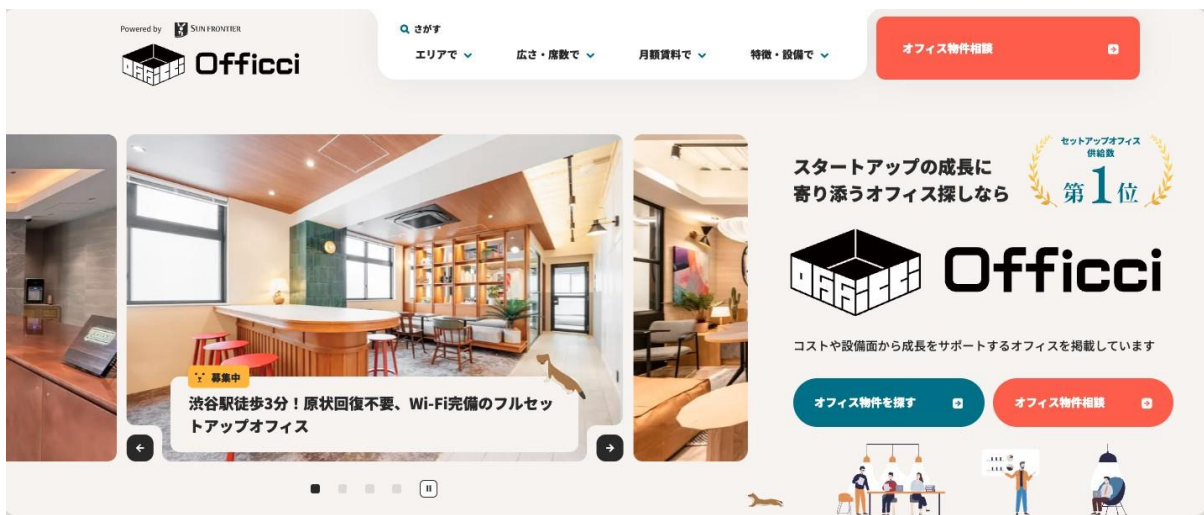 Powered by SUN FRONTIER
OFFICCI Officci
さがす
エリアで
広さ・席数で
月額賃料で
特徴・設備で
オフィス物件相談
募集中
渋谷駅徒歩3分！原状回復不要、Wi-Fi完備のフルセッ
トアップオフィス
スタートアップの成長に
寄り添うオフィス探しなら
セットアップオフィス
供給数
第1位
OFFICCI Officci
コストや設備面から成長をサポートするオフィスを掲載しています
オフィス物件を探す
オフィス物件相談